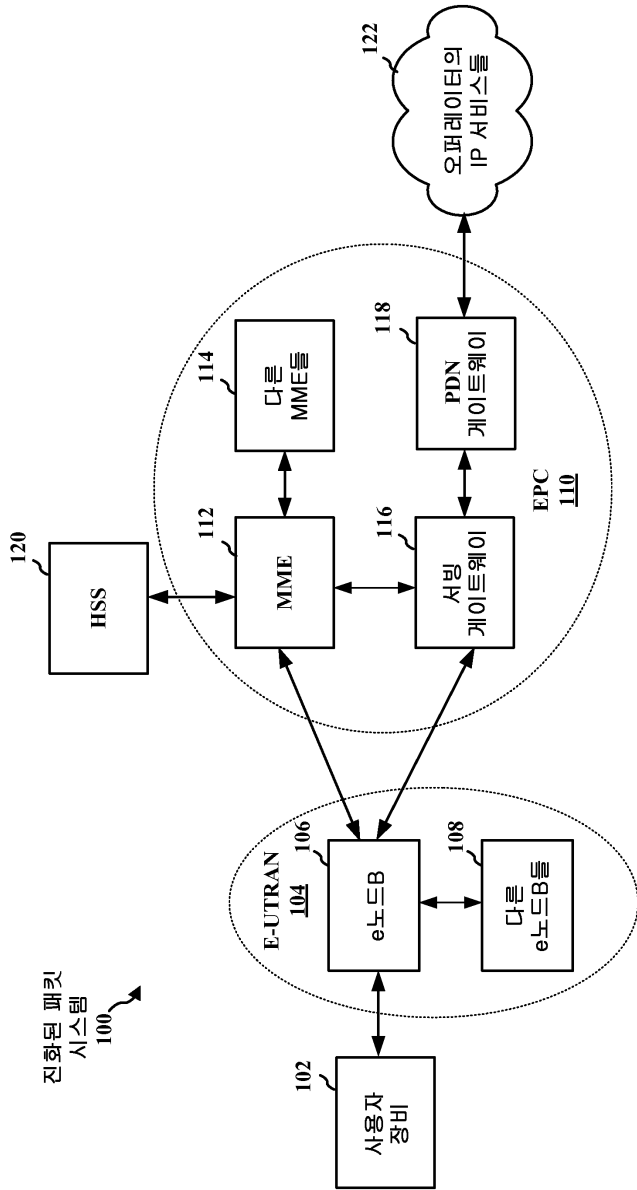 진화된 패킷
시스템
100
120
HSS
E-UTRAN
104
102
사용자
장비
106
e노드B
108
다른
e노드B들
112
MME
114
다른
MME들
116
서빙
게이트웨이
118
PDN
게이트웨이
EPC
110
122
오퍼레이터의
IP 서비스들